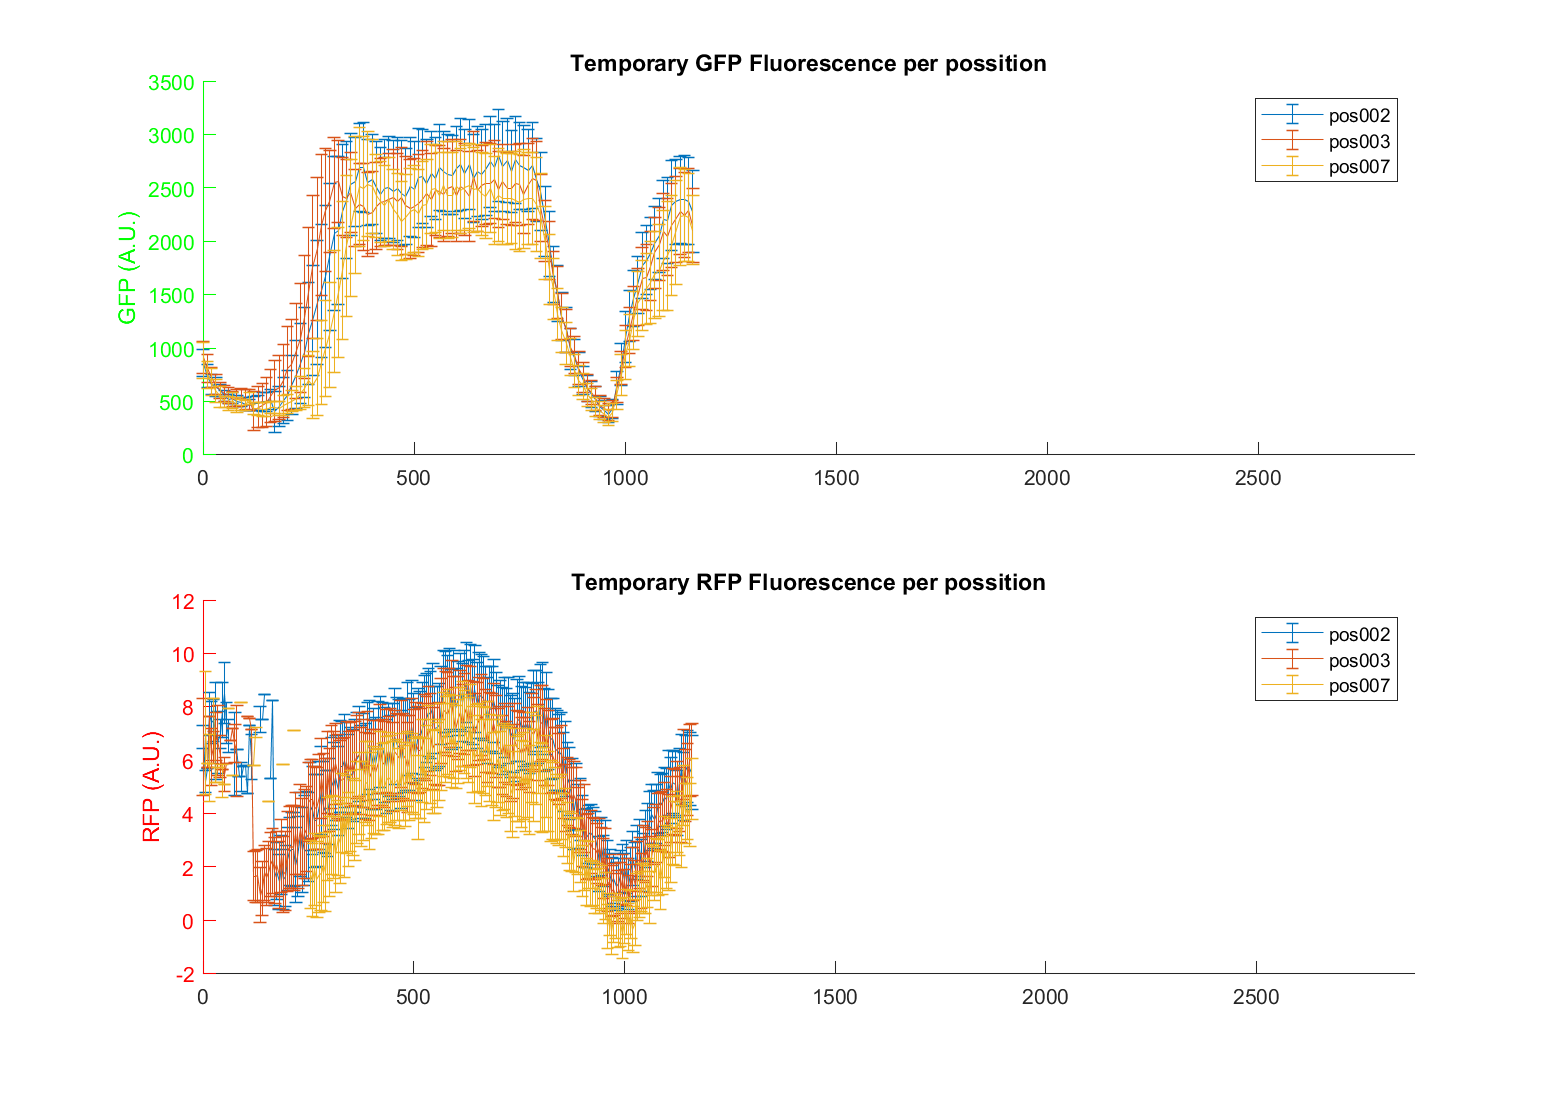 Temporary GFP Fluorescence per possition
GFP (A.U.)
3500
3000
2500
2000
1500
1000
500
0
0 500 1000 1500 2000 2500
pos002
pos003
pos007
Temporary RFP Fluorescence per possition
RFP (A.U.)
12
10
8
6
4
2
0
-2
0 500 1000 1500 2000 2500
pos002
pos003
pos007